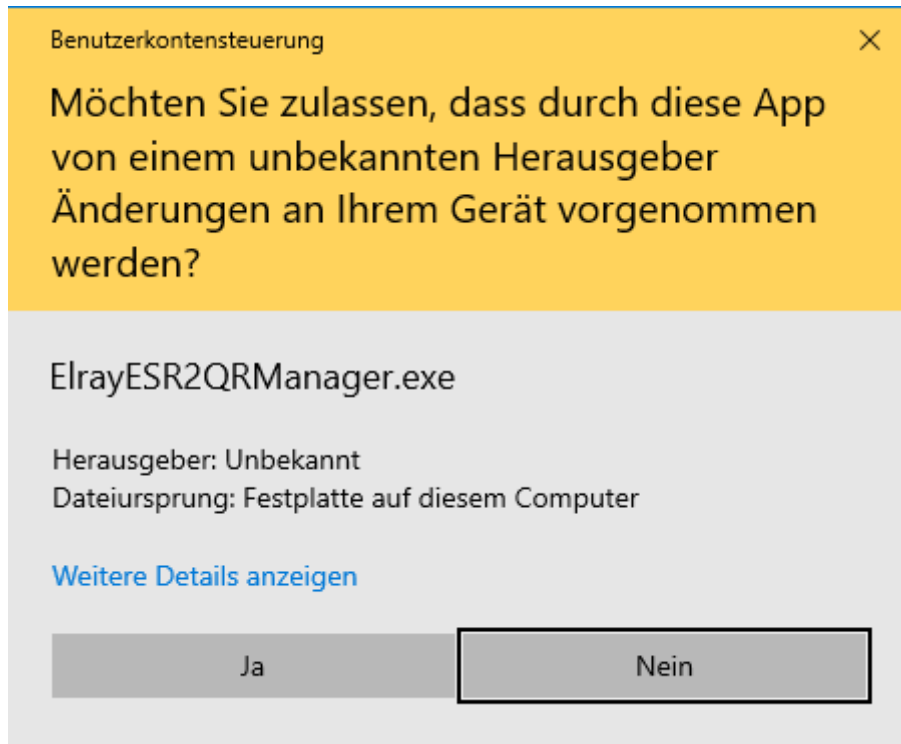 Benutzerkontensteuerung
Möchten Sie zulassen, dass durch diese App
von einem unbekannten Herausgeber
Änderungen an Ihrem Gerät vorgenommen
werden?
ElrayESR2QRManager.exe
Herausgeber: Unbekannt
Dateiursprung: Festplatte auf diesem Computer
Weitere Details anzeigen
Ja
Nein